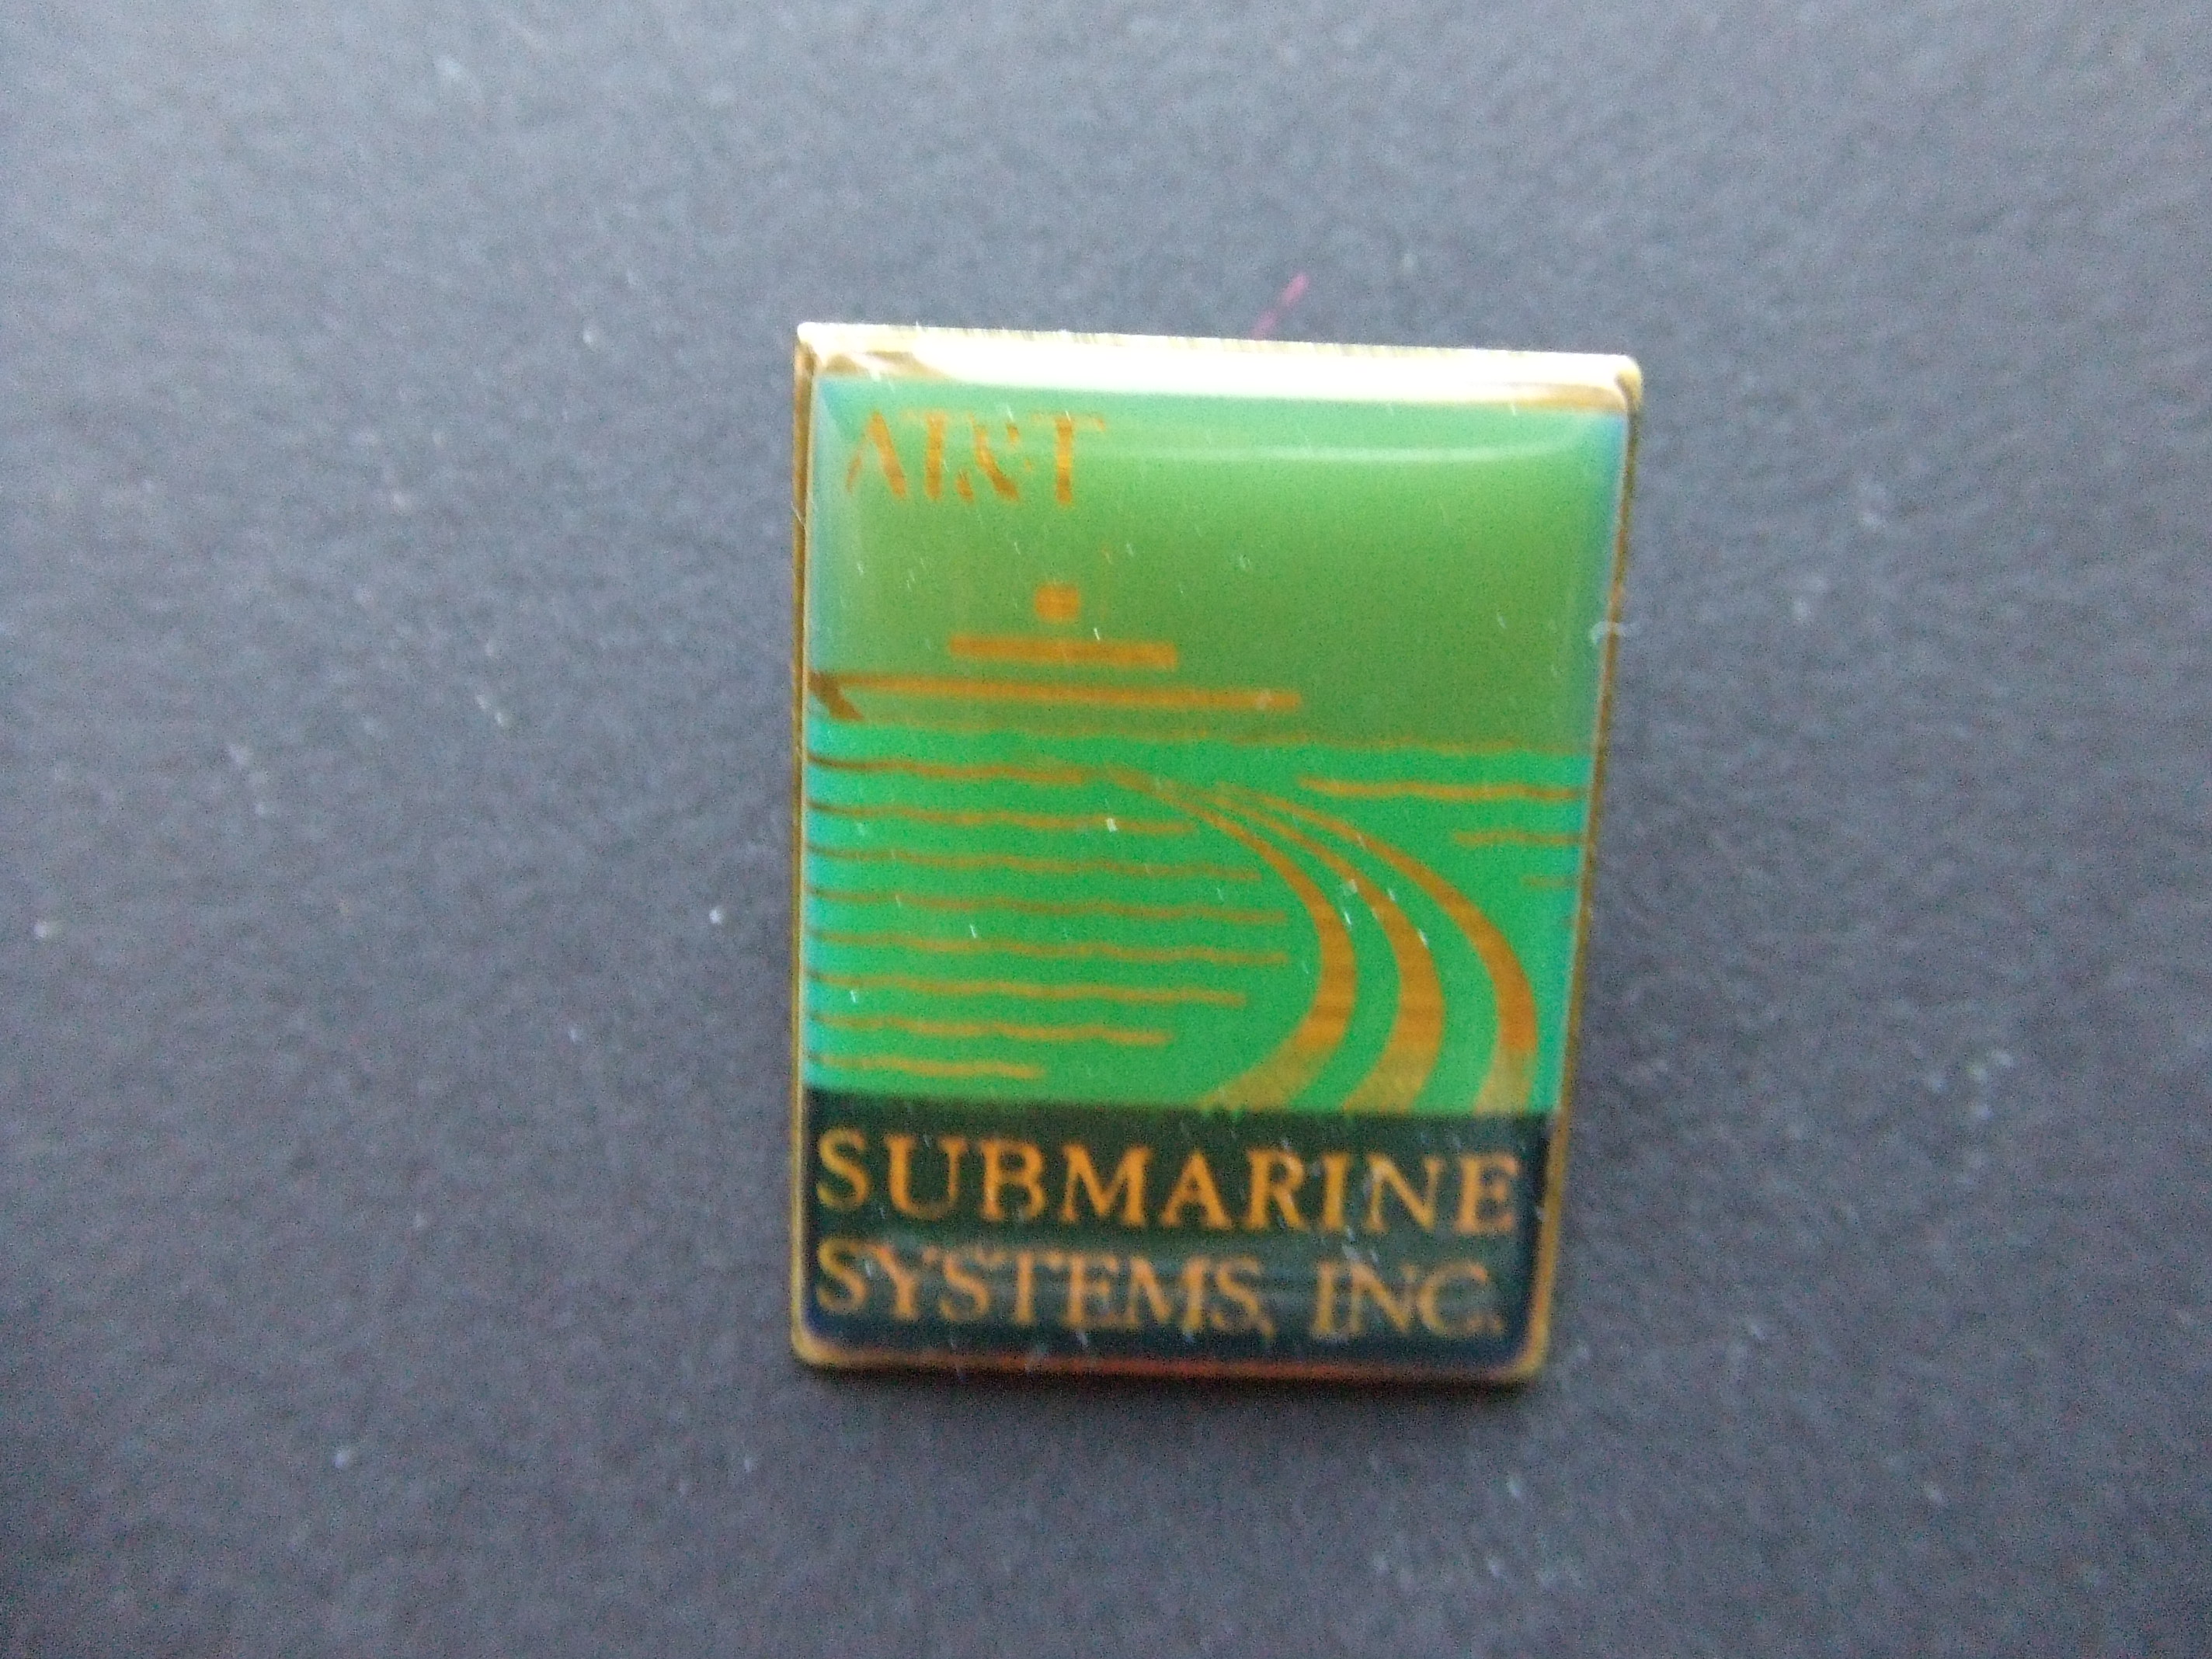 AT&T
SUBMARINE
SYSTEMS, INC.